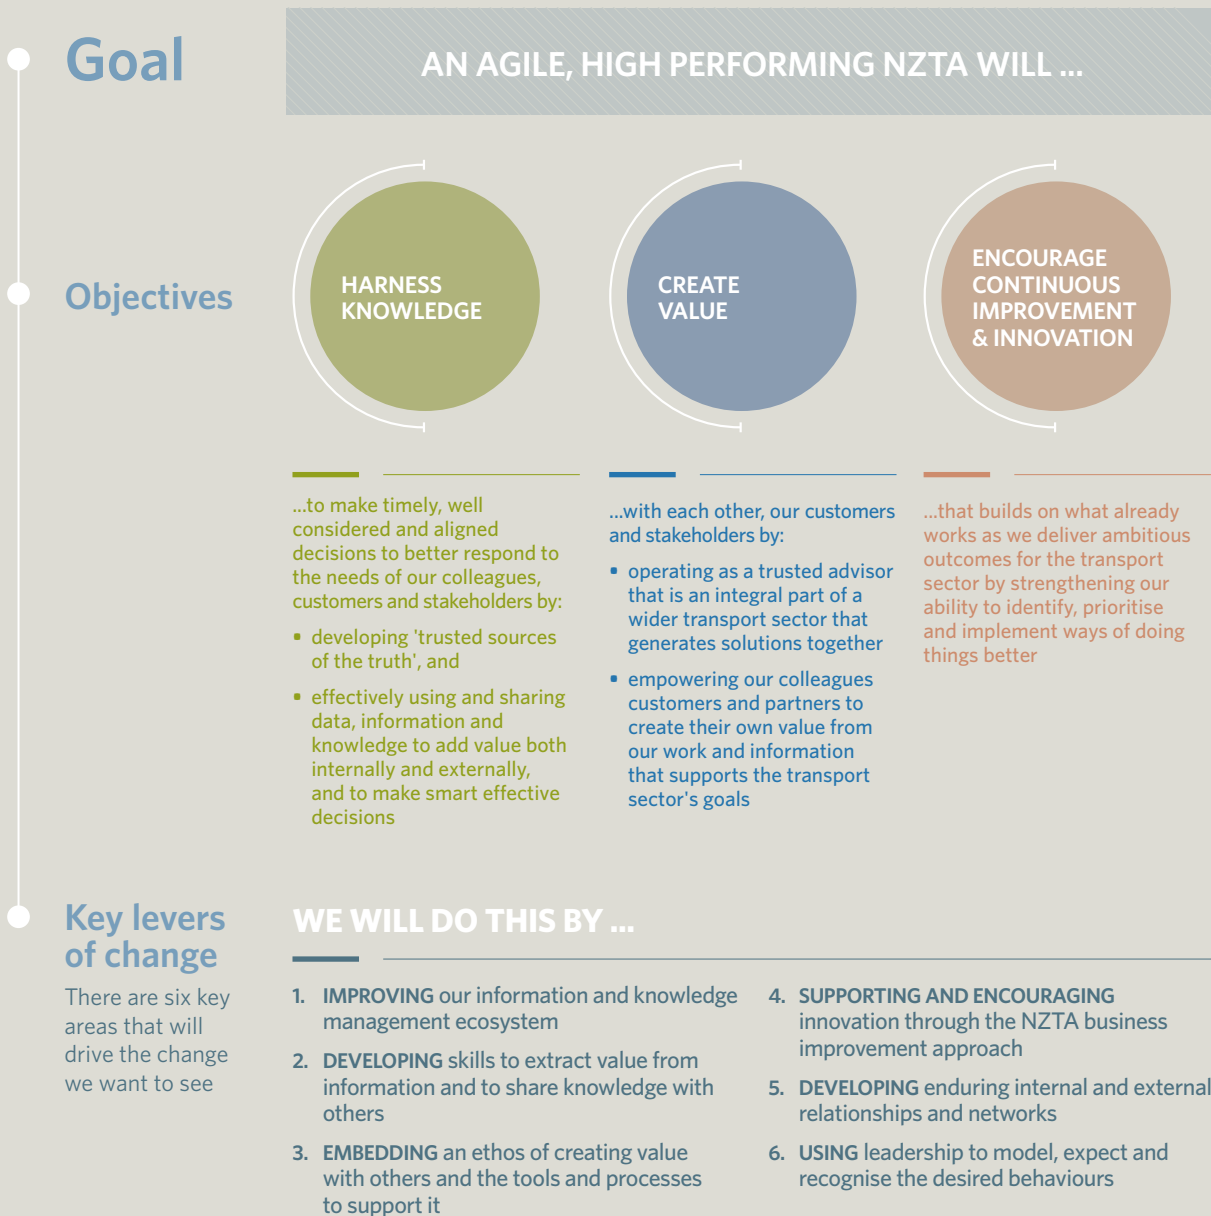 Goal
AN AGILE, HIGH PERFORMING NZTA WILL ...
Objectives
HARNESS
KNOWLEDGE
CREATE
VALUE
ENCOURAGE
CONTINUOUS
IMPROVEMENT
& INNOVATION
...to make timely, well
considered and aligned
decisions to better respond to
the needs of our colleagues,
customers and stakeholders by:
▪ developing 'trusted sources
of the truth', and
▪ effectively using and sharing
data, information and
knowledge to add value both
internally and externally,
and to make smart effective
decisions
...with each other, our customers
and stakeholders by:
▪ operating as a trusted advisor
that is an integral part of a
wider transport sector that
generates solutions together
▪ empowering our colleagues
customers and partners to
create their own value from
our work and information
that supports the transport
sector's goals
...that builds on what already
works as we deliver ambitious
outcomes for the transport
sector by strengthening our
ability to identify, prioritise
and implement ways of doing
things better
Key levers
of change
There are six key
areas that will
drive the change
we want to see
WE WILL DO THIS BY ...
1. IMPROVING our information and knowledge
management ecosystem
2. DEVELOPING skills to extract value from
information and to share knowledge with
others
3. EMBEDDING an ethos of creating value
with others and the tools and processes
to support it
4. SUPPORTING AND ENCOURAGING
innovation through the NZTA business
improvement approach
5. DEVELOPING enduring internal and external
relationships and networks
6. USING leadership to model, expect and
recognise the desired behaviours